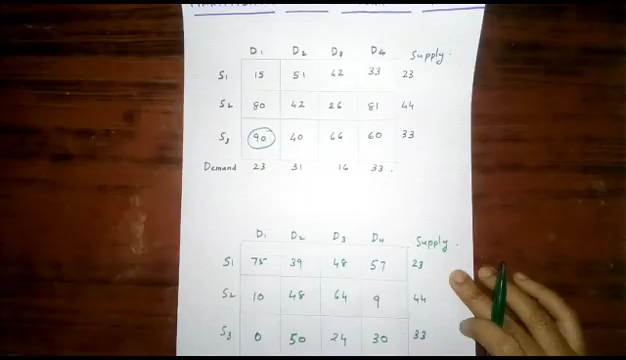 D1 D2 D3 D4 Supply.
S1 15 51 42 33 23
S2 80 42 26 81 44
S3 90 40 66 60 33
Demand 23 31 16 33.
D1 D2 D3 D4 Supply.
S1 75 39 48 57 23
S2 10 48 64 9 44
S3 0 50 24 30 33